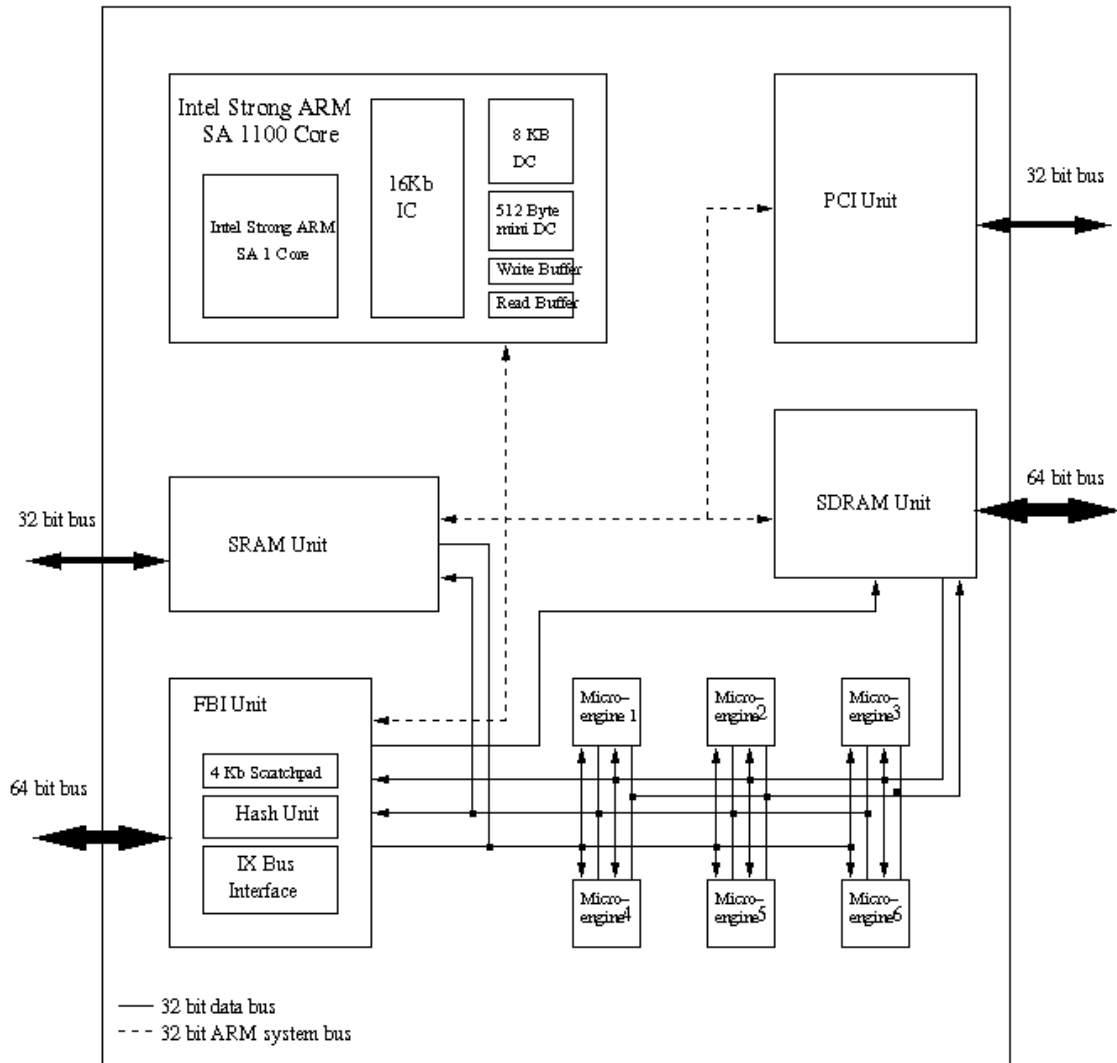 Intel Strong ARM
SA 1100 Core
Intel Strong ARM
SA 1 Core
16Kb
IC
8 KB
DC
512 Byte
mini DC
Write Buffer
Read Buffer
PCI Unit
32 bit bus
SDRAM Unit
64 bit bus
32 bit bus
SRAM Unit
FBI Unit
4 Kb Scratchpad
Hash Unit
IX Bus
Interface
64 bit bus
Micro-
engine 1
Micro-
engine2
Micro-
engine3
Micro-
engine4
Micro-
engine5
Micro-
engine6
32 bit data bus
32 bit ARM system bus